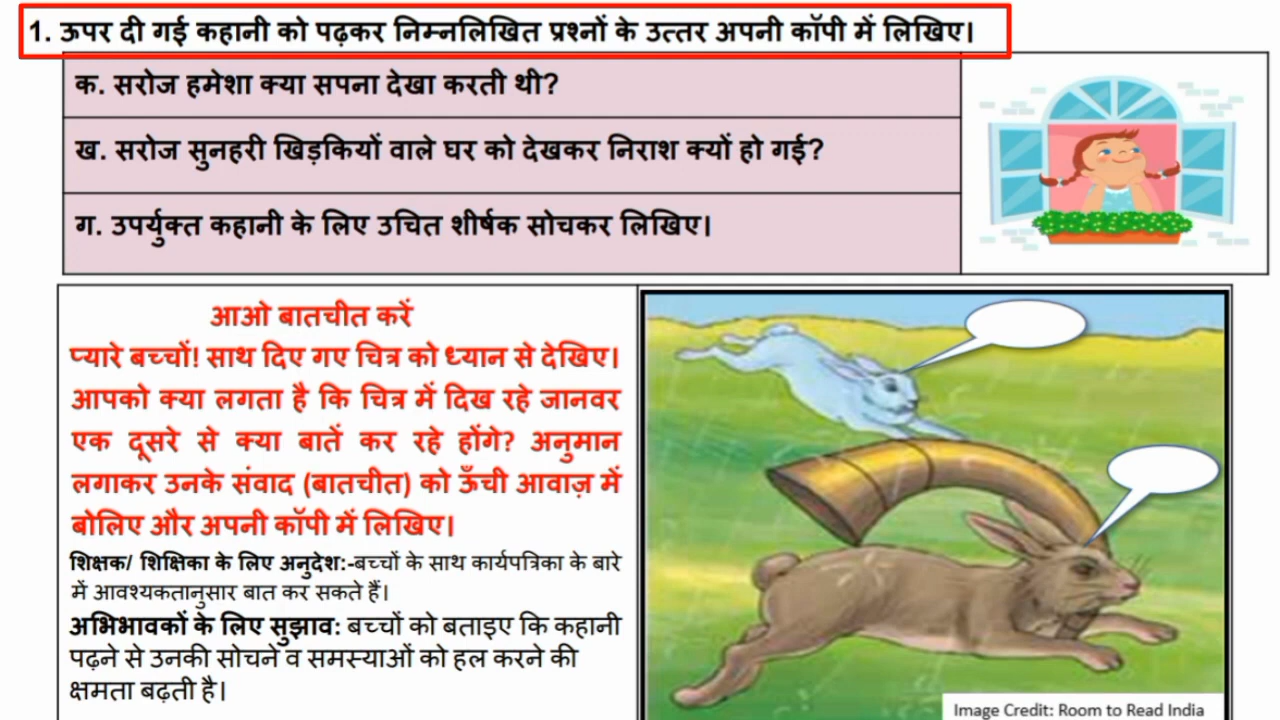 1. ऊपर दी गई कहानी को पढ़कर निम्नलिखित प्रश्नों के उत्तर अपनी कॉपी में लिखिए।
क. सरोज हमेशा क्या सपना देखा करती थी?
ख. सरोज सुनहरी खिड़कियों वाले घर को देखकर निराश क्यों हो गई?
ग. उपर्युक्त कहानी के लिए उचित शीर्षक सोचकर लिखिए।
आओ बातचीत करें
प्यारे बच्चों! साथ दिए गए चित्र को ध्यान से देखिए।
आपको क्या लगता है कि चित्र में दिख रहे जानवर
एक दूसरे से क्या बातें कर रहे होंगे? अनुमान
लगाकर उनके संवाद (बातचीत) को ऊँची आवाज़ में
बोलिए और अपनी कॉपी में लिखिए।
शिक्षक/ शिक्षिका के लिए अनुदेश:-बच्चों के साथ कार्यपत्रिका के बारे
में आवश्यकतानुसार बात कर सकते हैं।
अभिभावकों के लिए सुझाव: बच्चों को बताइए कि कहानी
पढ़ने से उनकी सोचने व समस्याओं को हल करने की
क्षमता बढ़ती है।
Image Credit: Room to Read India